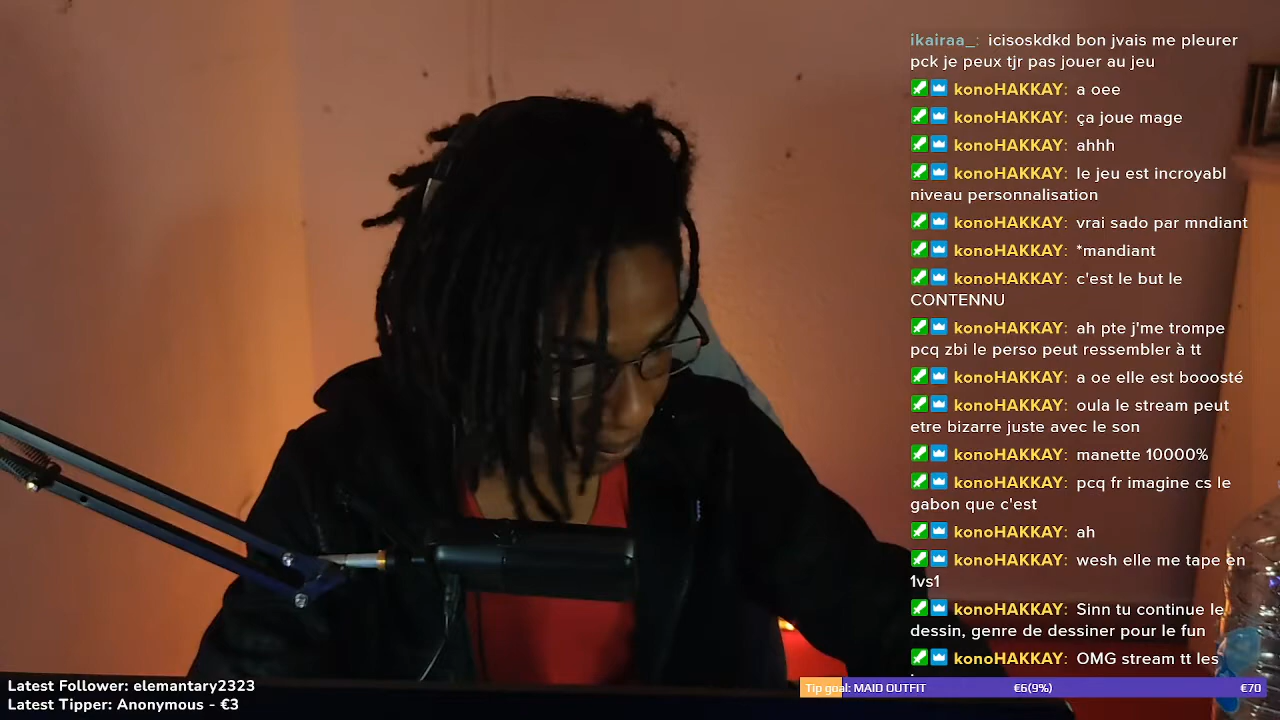 ikairaa_: icisoskdkd bon jvais me pleurer
pck je peux tjr pas jouer au jeu
konoHAKKAY: a oee
konoHAKKAY: ça joue mage
konoHAKKAY: ahhh
konoHAKKAY: le jeu est incroyabl
niveau personnalisation
konoHAKKAY: vrai sado par mndiant
konoHAKKAY: *mandiant
konoHAKKAY: c'est le but le
CONTENNU
konoHAKKAY: ah pte j'me trompe
pcq zbi le perso peut ressembler à tt
konoHAKKAY: a oe elle est booosté
konoHAKKAY: oula le stream peut
etre bizarre juste avec le son
konoHAKKAY: manette 10000%
konoHAKKAY: pcq fr imagine cs le
gabon que c'est
konoHAKKAY: ah
konoHAKKAY: wesh elle me tape en
1vs1
konoHAKKAY: Sinn tu continue le
dessin, genre de dessiner pour le fun
konoHAKKAY: OMG stream tt les
Latest Follower: elemantary2323
Latest Tipper: Anonymous - €3
Tip goal: MAID OUTFIT €6(9%) €70